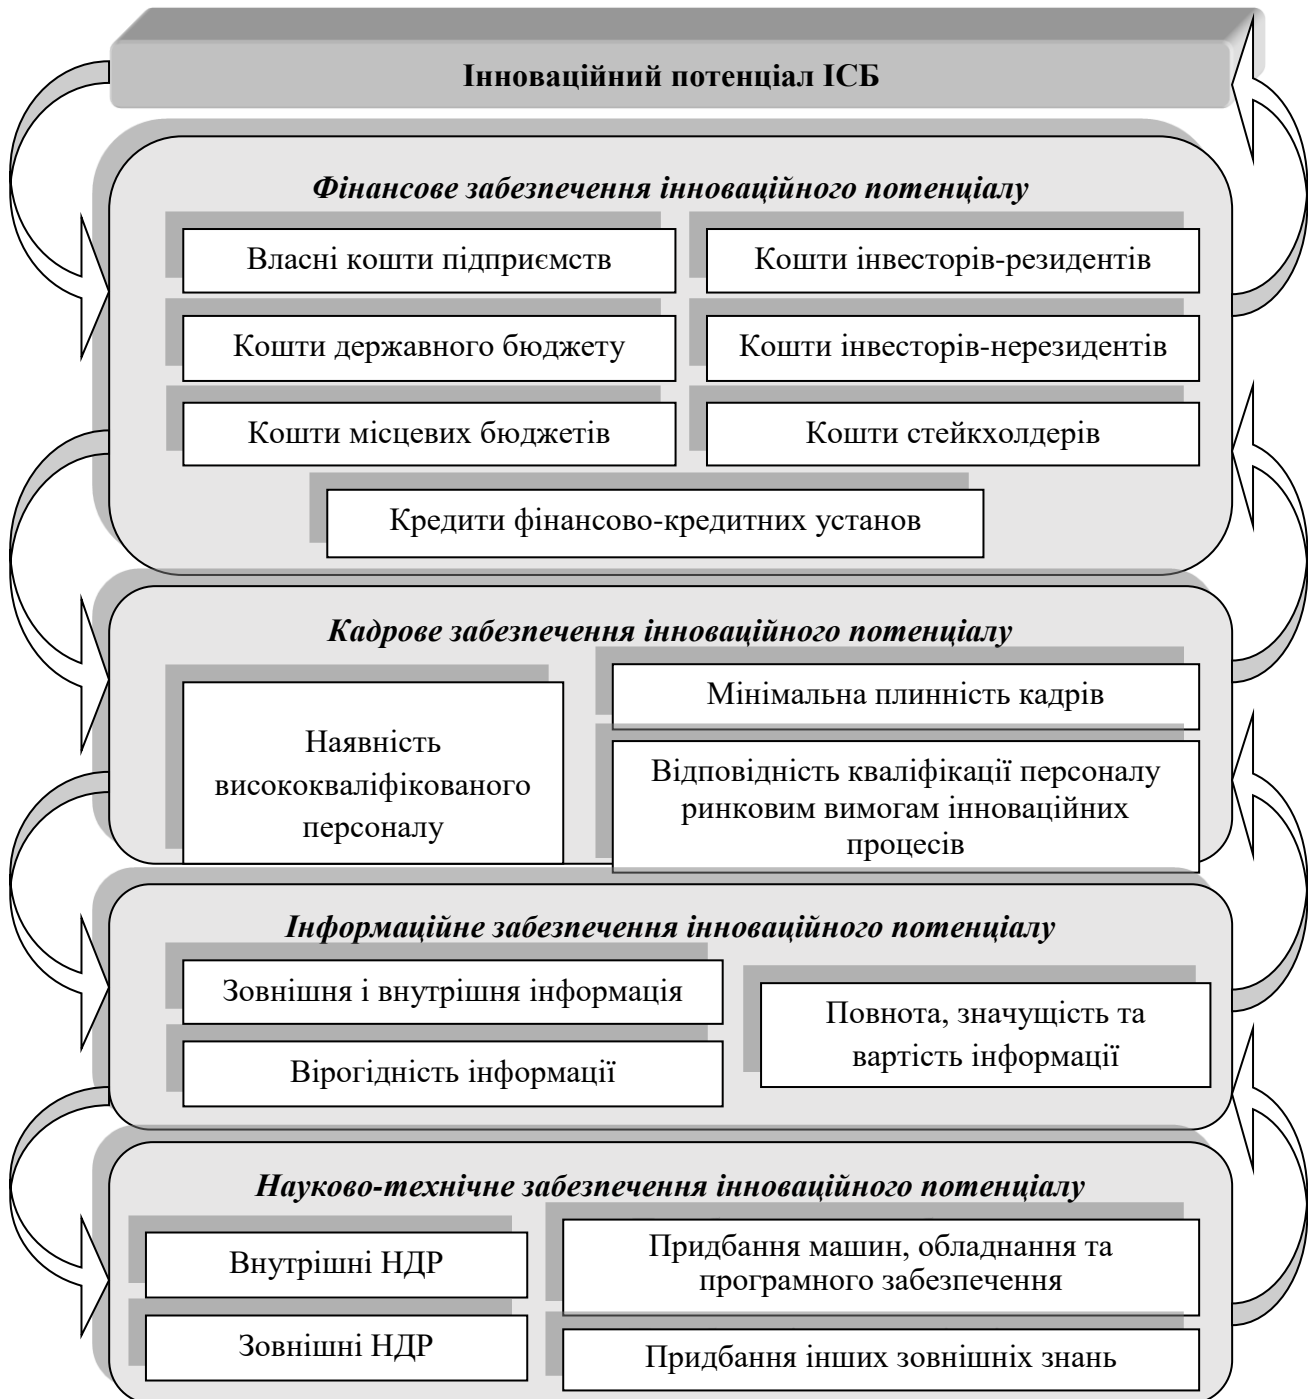 Інноваційний потенціал ІСБ
Фінансове забезпечення інноваційного потенціалу
Власні кошти підприємств
Кошти інвесторів-резидентів
Кошти державного бюджету
Кошти інвесторів-нерезидентів
Кошти місцевих бюджетів
Кошти стейкхолдерів
Кредити фінансово-кредитних установ
Кадрове забезпечення інноваційного потенціалу
Наявність
висококваліфікованого
персоналу
Мінімальна плинність кадрів
Відповідність кваліфікації персоналу
ринковим вимогам інноваційних
процесів
Інформаційне забезпечення інноваційного потенціалу
Зовнішня і внутрішня інформація
Вірогідність інформації
Повнота, значущість та
вартість інформації
Науково-технічне забезпечення інноваційного потенціалу
Внутрішні НДР
Зовнішні НДР
Придбання машин, обладнання та
програмного забезпечення
Придбання інших зовнішніх знань